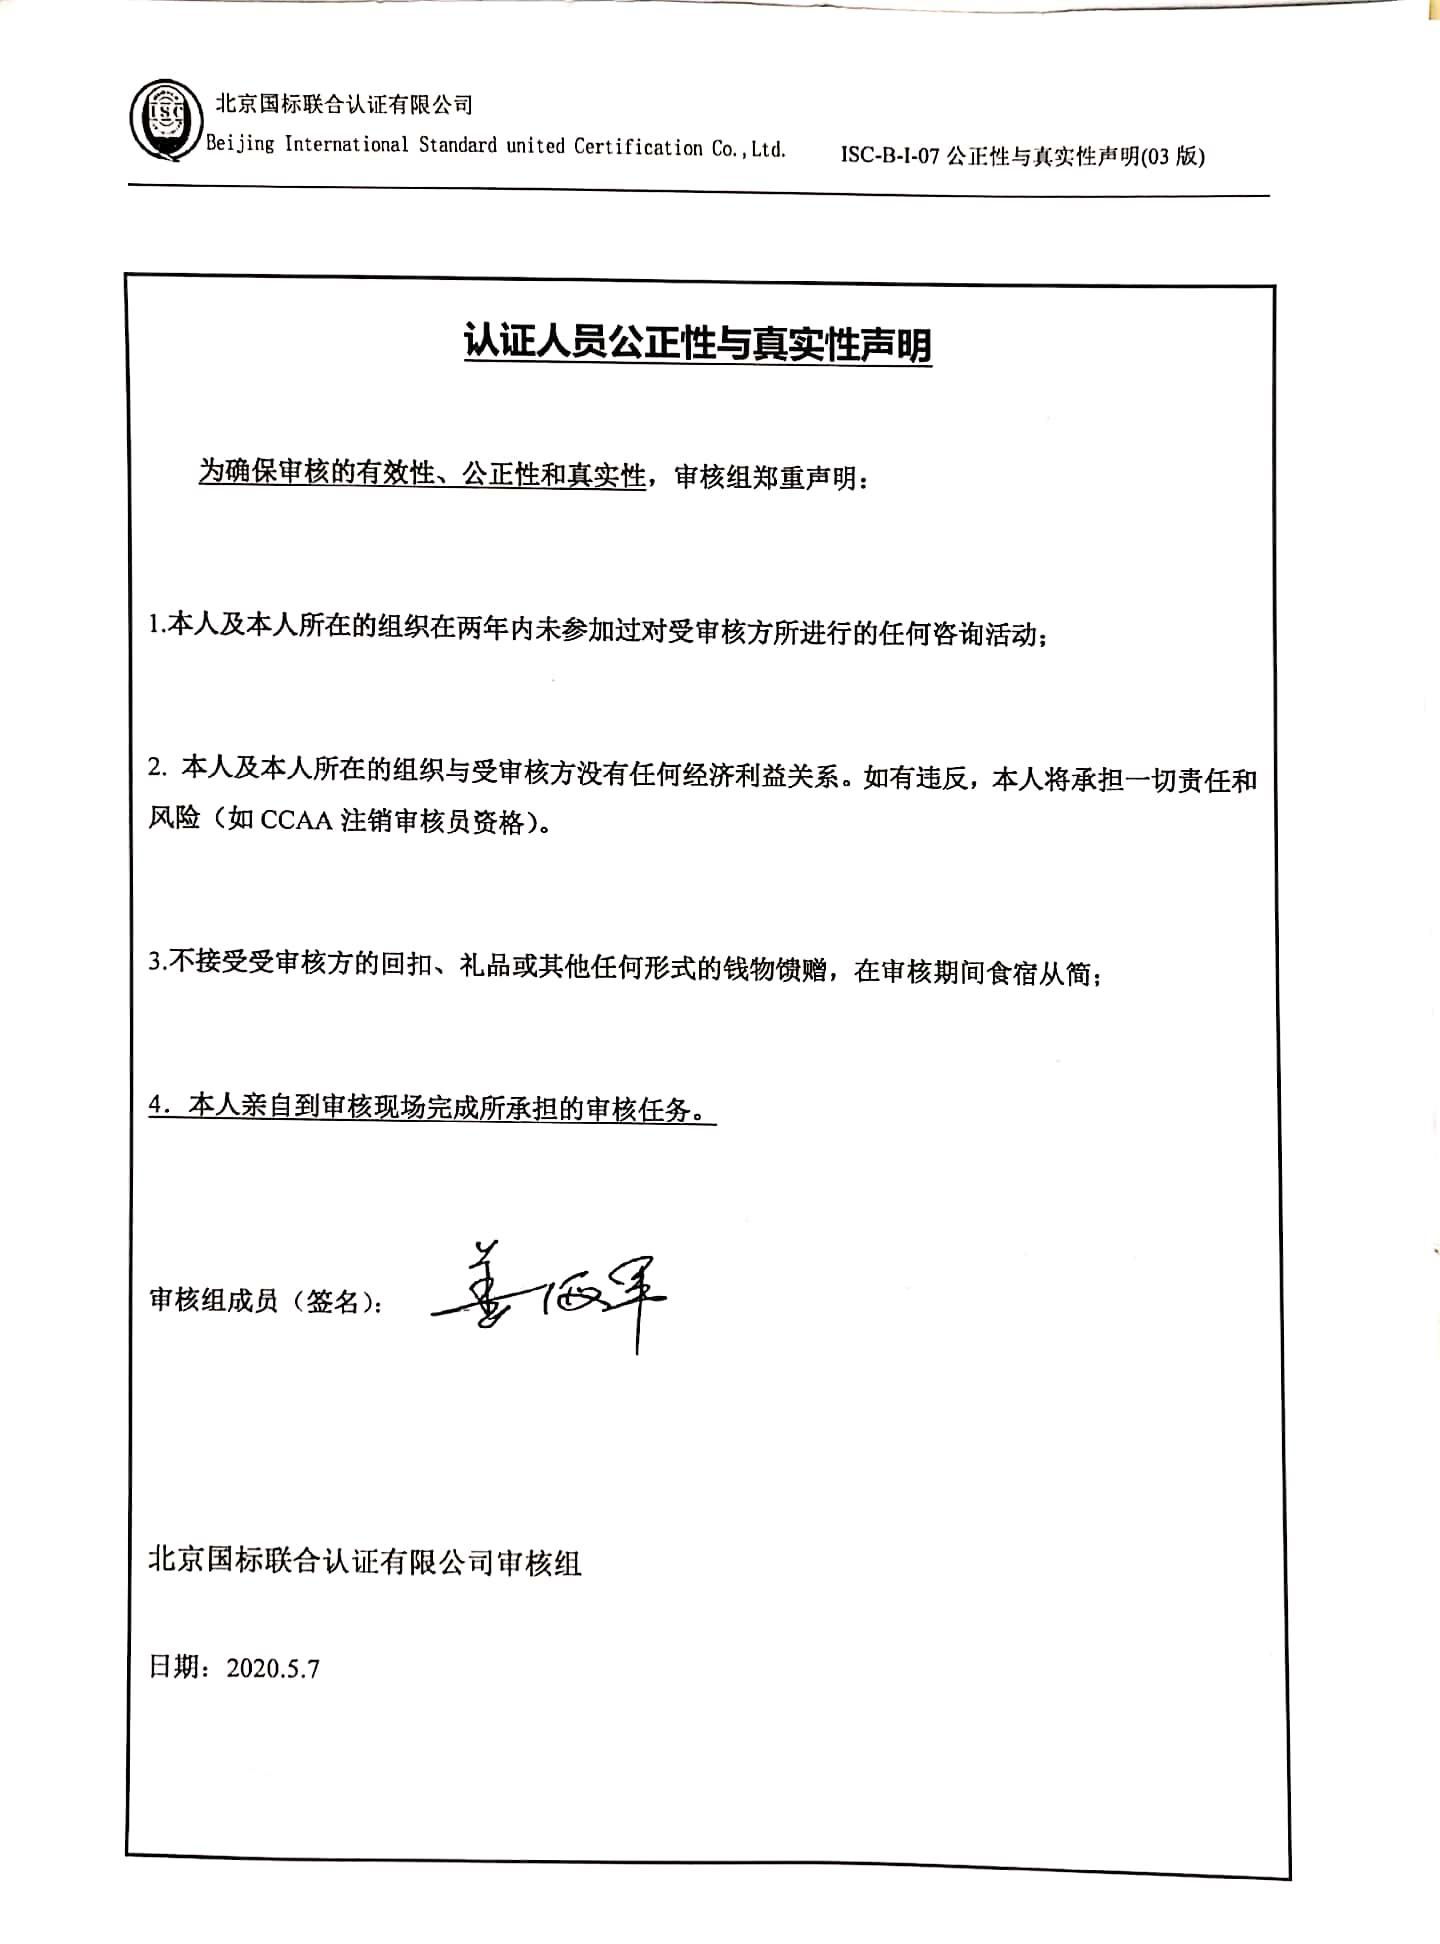 ISC
北京国标联合认证有限公司
Beijing International Standard united Certification Co.,Ltd.
ISC-B-I-07 公正性与真实性声明(03 版)
认证人员公正性与真实性声明
为确保审核的有效性、公正性和真实性，审核组郑重声明：
1.本人及本人所在的组织在两年内未参加过对受审核方所进行的任何咨询活动；
2. 本人及本人所在的组织与受审核方没有任何经济利益关系。如有违反，本人将承担一切责任和
风险（如 CCAA 注销审核员资格）。
3.不接受受审核方的回扣、礼品或其他任何形式的钱物馈赠，在审核期间食宿从简；
4．本人亲自到审核现场完成所承担的审核任务。
审核组成员（签名）： 姜海军
北京国标联合认证有限公司审核组
日期：2020.5.7